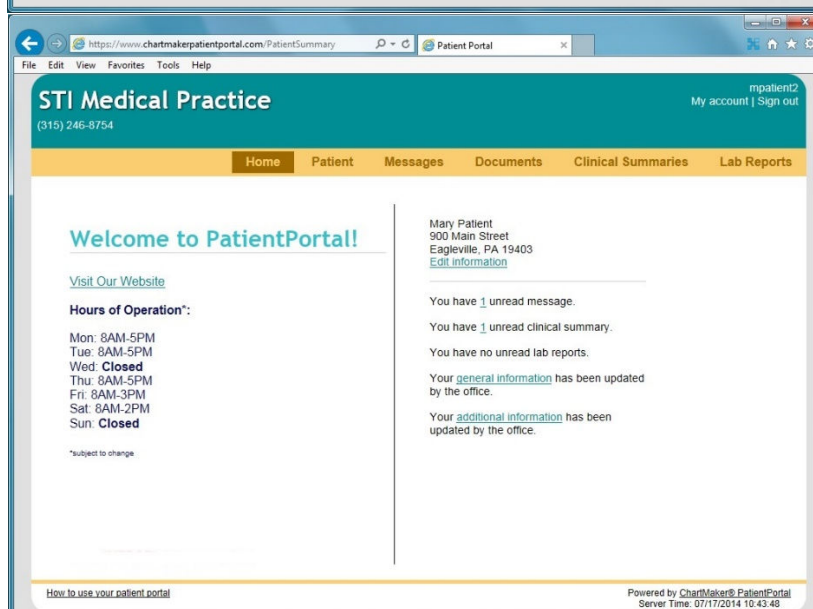 https://www.chartmakerpatientportal.com/PatientSummary
Patient Portal
File Edit View Favorites Tools Help
STI Medical Practice
(315) 246-8754
mpatient2
My account | Sign out
Home Patient Messages Documents Clinical Summaries Lab Reports
Welcome to PatientPortal!
Visit Our Website
Hours of Operation*:
Mon: 8AM-5PM
Tue: 8AM-5PM
Wed: Closed
Thu: 8AM-5PM
Fri: 8AM-3PM
Sat: 8AM-2PM
Sun: Closed
*subject to change
Mary Patient
900 Main Street
Eagleville, PA 19403
Edit information
You have 1 unread message.
You have 1 unread clinical summary.
You have no unread lab reports.
Your general information has been updated
by the office.
Your additional information has been
updated by the office.
How to use your patient portal
Powered by ChartMaker® PatientPortal
Server Time: 07/17/2014 10:43:48